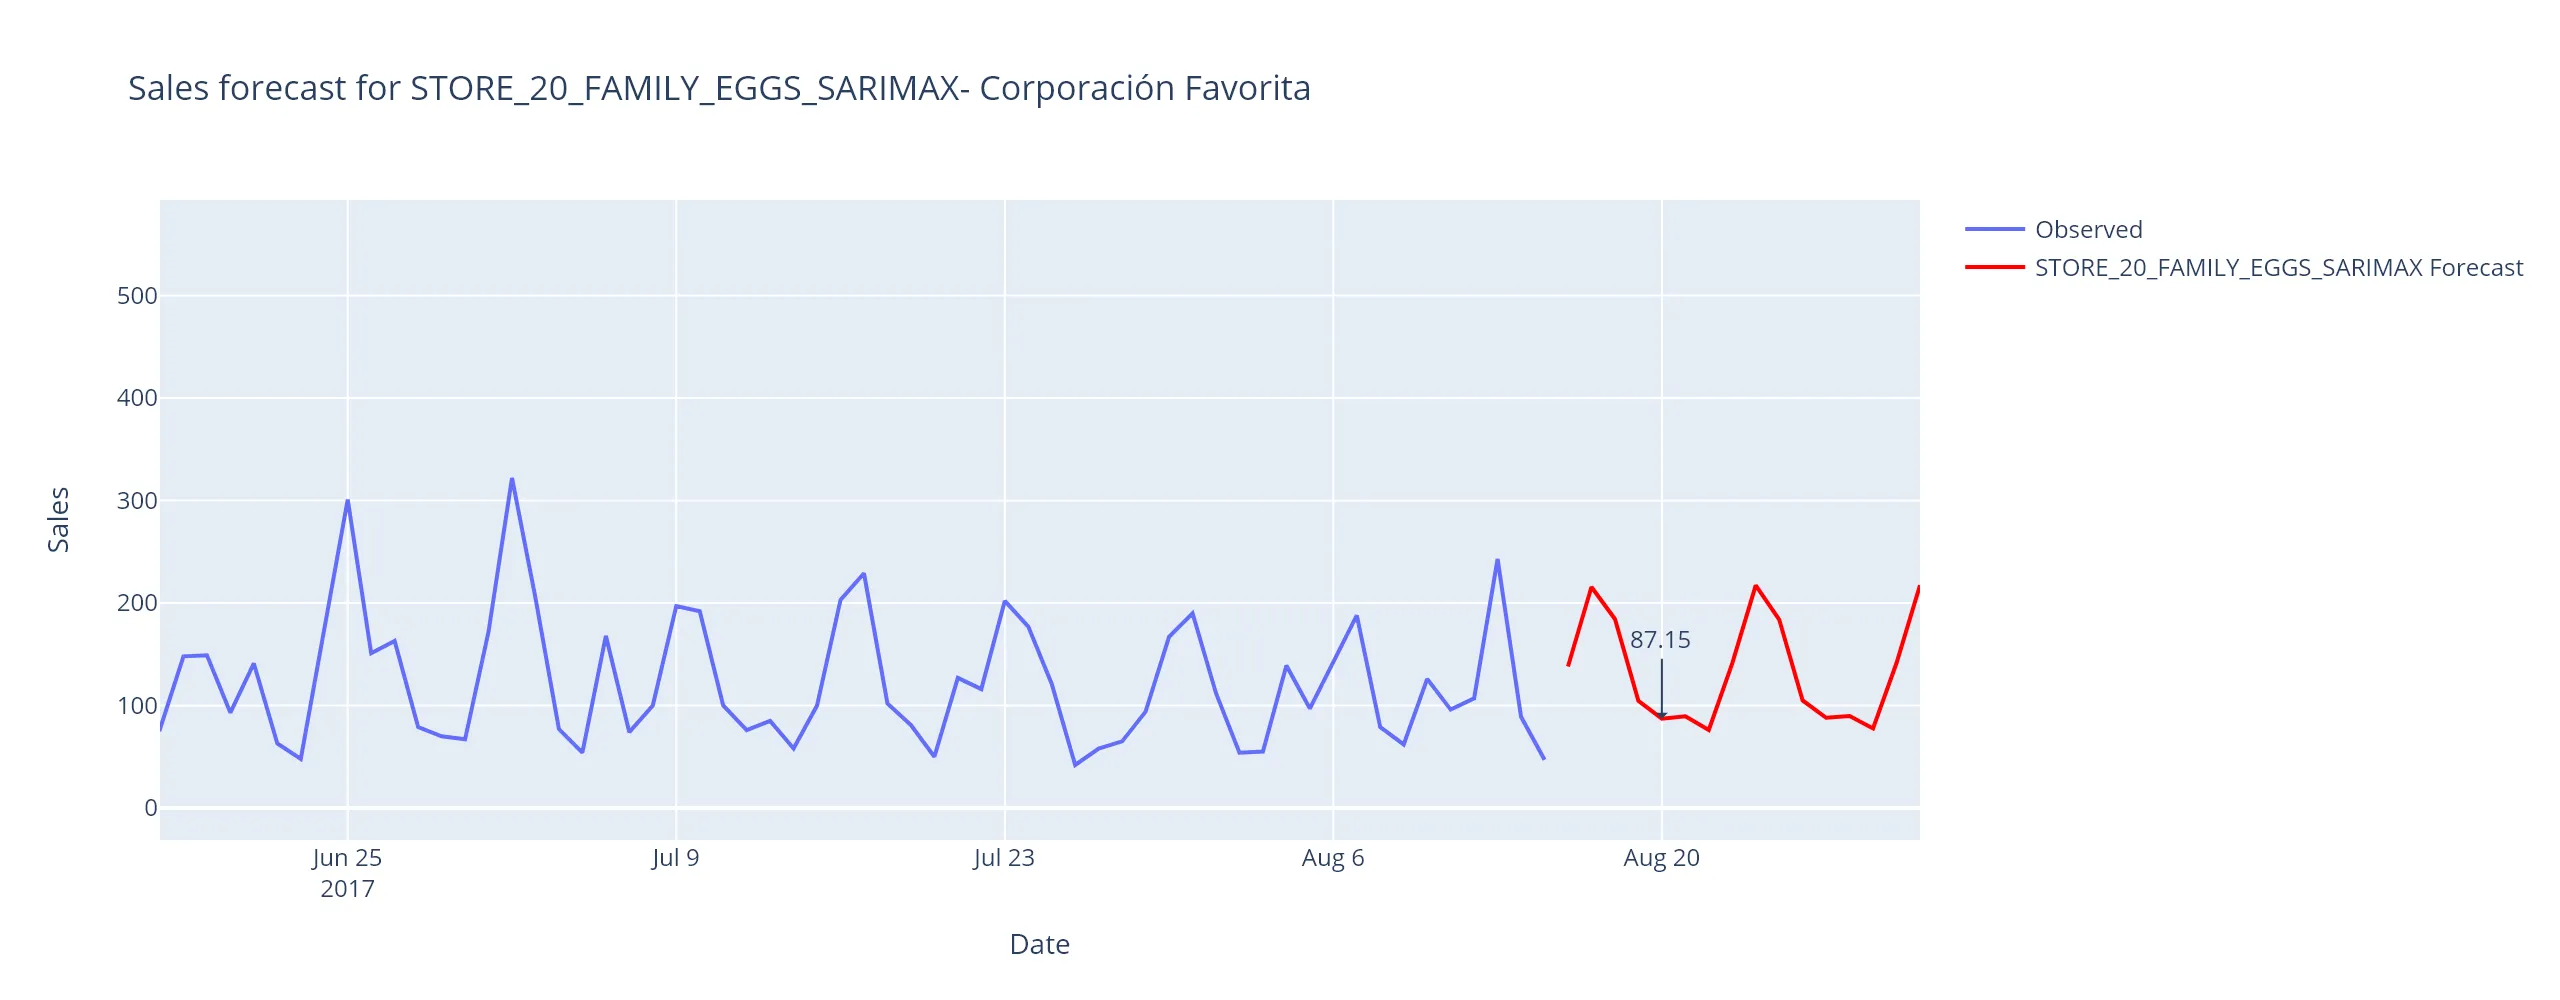 Sales forecast for STORE_20_FAMILY_EGGS_SARIMAX- Corporación Favorita
Observed
STORE_20_FAMILY_EGGS_SARIMAX Forecast
500
400
300
200
100
0
Sales
87.15
Jun 25
2017
Jul 9
Jul 23
Aug 6
Aug 20
Date